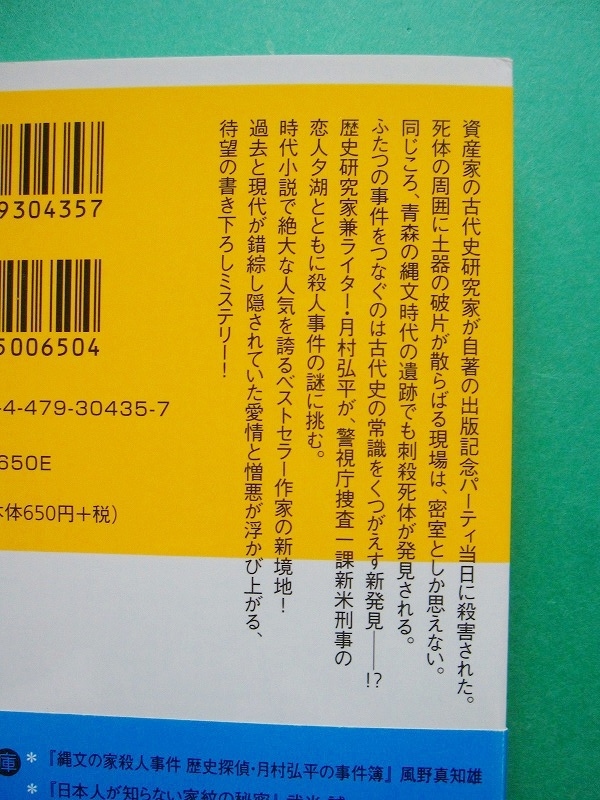 資産家の古代史研究家が自著の出版記念パーティ当日に殺害された。
死体の周囲に土器の破片が散らばる現場は、密室としか思えない。
同じころ、青森の縄文時代の遺跡でも刺殺死体が発見される。
ふたつの事件をつなぐのは古代史の常識をくつがえす新発見――!?
歴史研究家兼ライター・月村弘平が、警視庁捜査一課新米刑事の
恋人夕湖とともに殺人事件の謎に挑む。
時代小説で絶大な人気を誇るベストセラー作家の新境地！
過去と現代が錯綜し隠されていた愛情と憎悪が浮かび上がる、
待望の書き下ろしミステリー！
9304357
5006504
-4-479-30435-7
650E
本体650円+税）
庫 *『縄文の家殺人事件 歴史探偵・月村弘平の事件簿』 風野真知雄
*『日本人が知らない家紋の秘密』